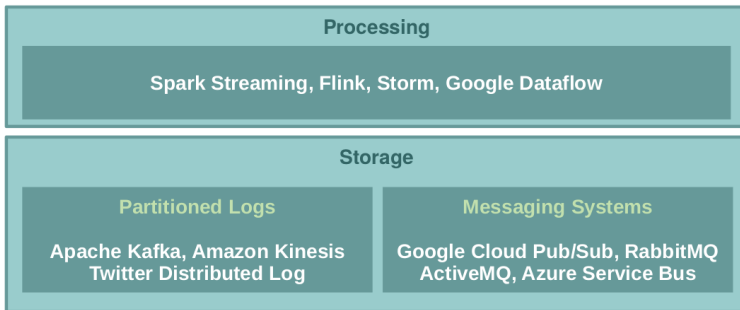 Processing
Spark Streaming, Flink, Storm, Google Dataflow
Storage
Partitioned Logs
Apache Kafka, Amazon Kinesis
Twitter Distributed Log
Messaging Systems
Google Cloud Pub/Sub, RabbitMQ
ActiveMQ, Azure Service Bus